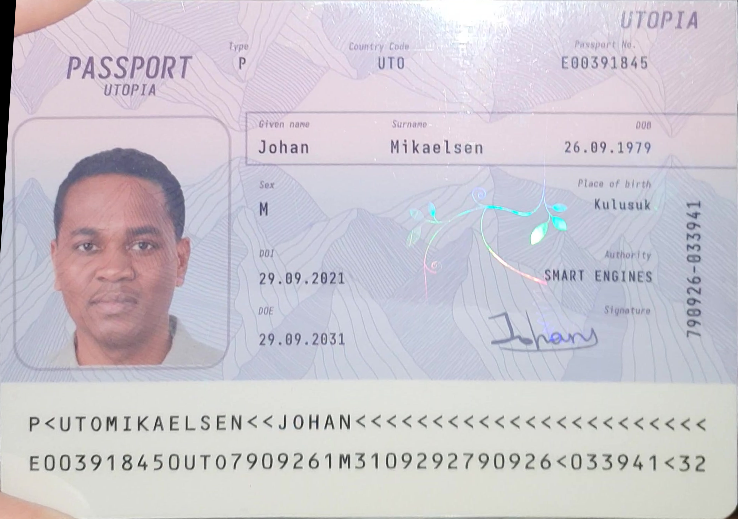 UTOPIA
PASSPORT
UTOPIA
Type
P
Country Code
UTO
Passport No.
E00391845
Given name
Johan
Surname
Mikaelsen
DOB
26.09.1979
Sex
M
Place of birth
Kulusuk
DOI
29.09.2021
Authority
SMART ENGINES
DOE
29.09.2031
Signature
Johans
790926-033941
P<UTOMIKAELSEN<<JOHAN<<<<<<<<<<<<<<<<<<<<<<<
E003918450UTO7909261M3109292790926<033941<32